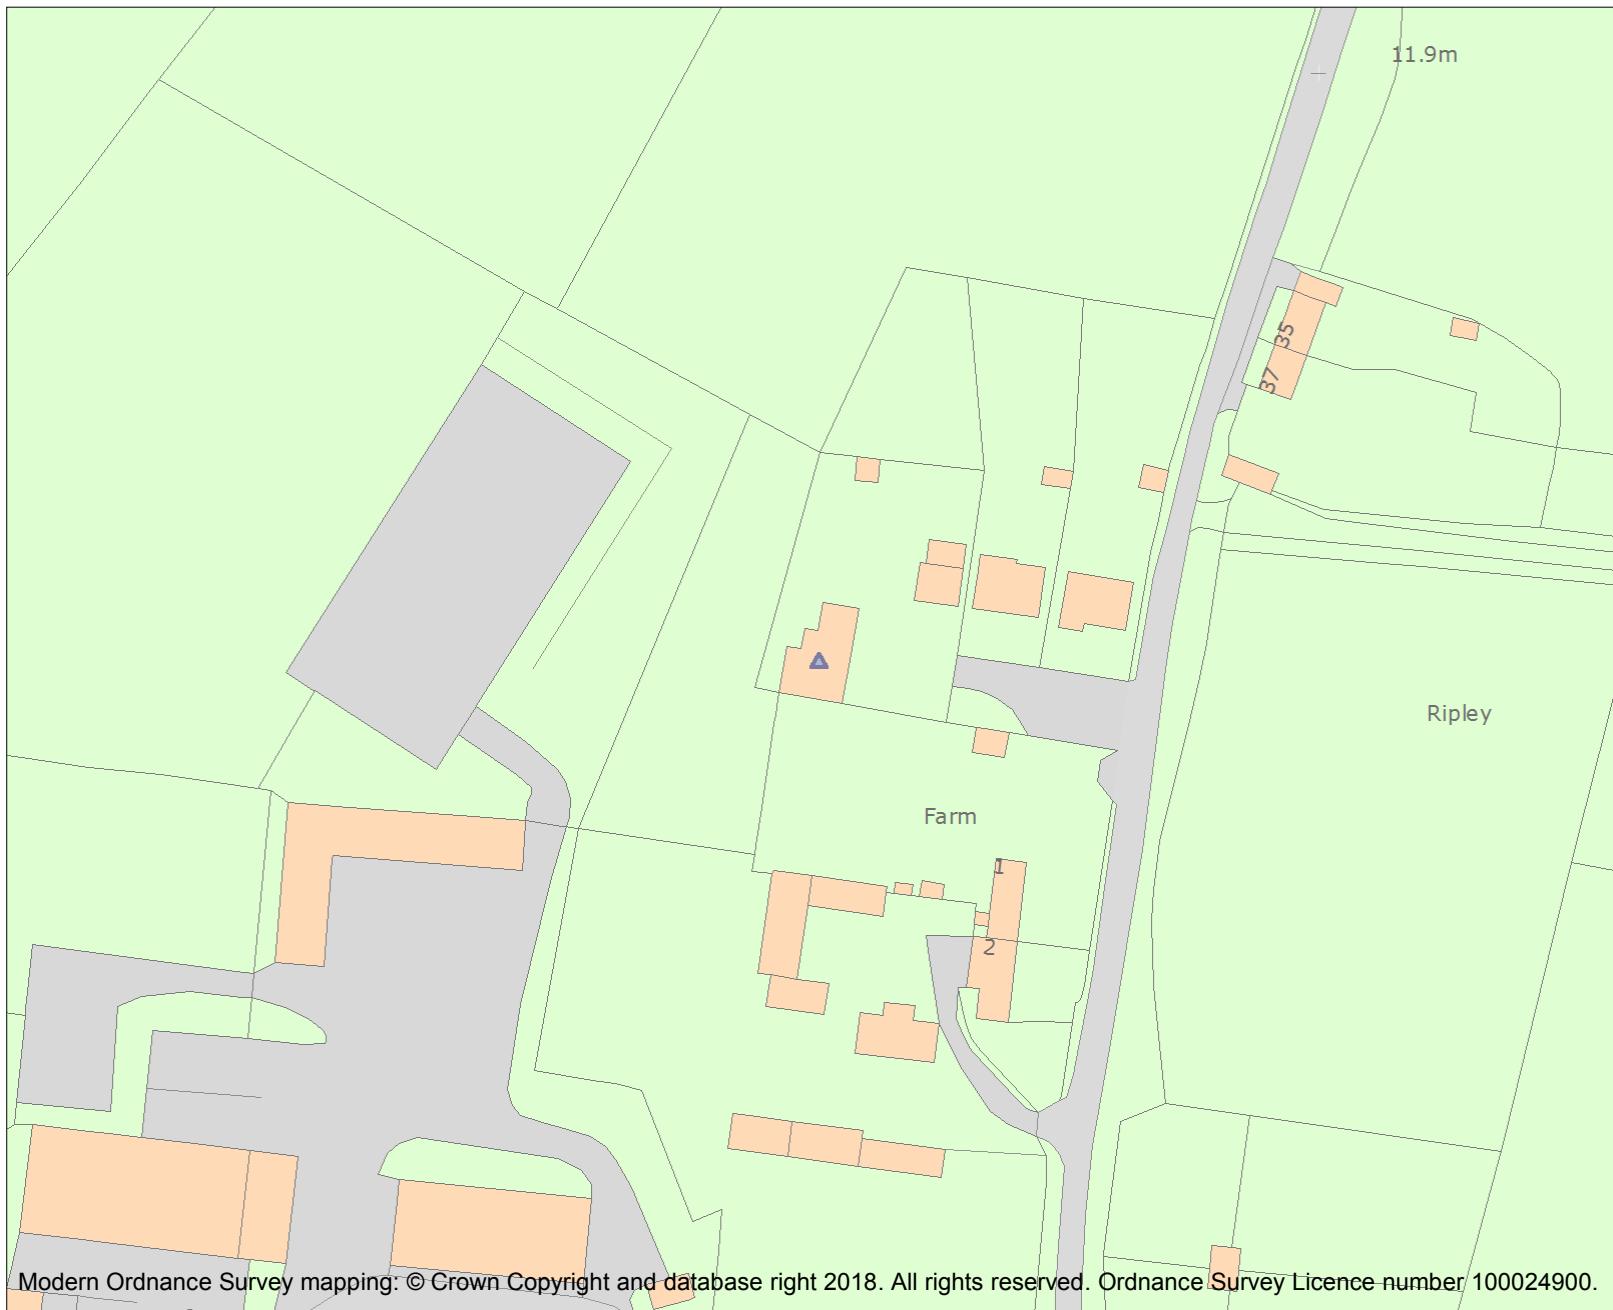 11.9m
35
37
Ripley
Farm
1
2
Modern Ordnance Survey mapping: © Crown Copyright and database right 2018. All rights reserved. Ordnance Survey Licence number 100024900.